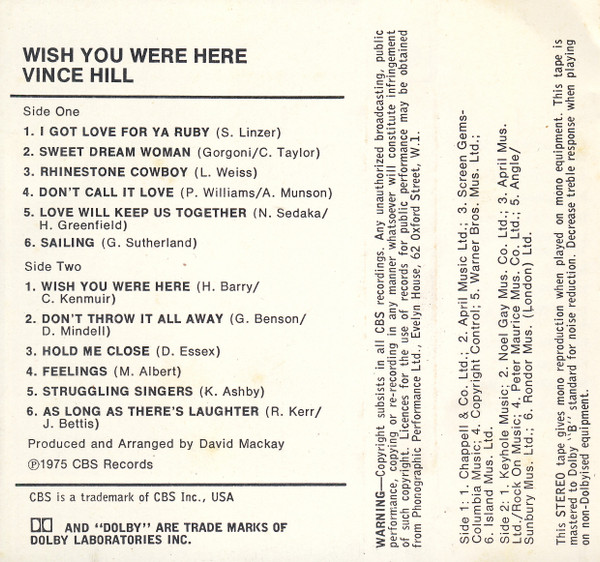 WISH YOU WERE HERE
VINCE HILL
Side One
1. I GOT LOVE FOR YA RUBY (S. Linzer)
2. SWEET DREAM WOMAN (Gorgoni/C. Taylor)
3. RHINESTONE COWBOY (L. Weiss)
4. DON'T CALL IT LOVE (P. Williams/A. Munson)
5. LOVE WILL KEEP US TOGETHER (N. Sedaka/
H. Greenfield)
6. SAILING (G. Sutherland)
Side Two
1. WISH YOU WERE HERE (H. Barry/
C. Kenmuir)
2. DON'T THROW IT ALL AWAY (G. Benson/
D. Mindell)
3. HOLD ME CLOSE (D. Essex)
4. FEELINGS (M. Albert)
5. STRUGGLING SINGERS (K. Ashby)
6. AS LONG AS THERE'S LAUGHTER (R. Kerr/
J. Bettis)
Produced and Arranged by David Mackay
Ⓟ1975 CBS Records
CBS is a trademark of CBS Inc., USA
AND "DOLBY" ARE TRADE MARKS OF
DOLBY LABORATORIES INC.
WARNING—Copyright subsists in all CBS recordings. Any unauthorized broadcasting, public
performance, copying or re-recording in any manner whatsoever will constitute infringement
of such copyright. Licences for the use of records for public performance may be obtained
from Phonographic Performance Ltd., Evelyn House, 62 Oxford Street, W.1.
Side 1: 1. Chappell & Co. Ltd.; 2. April Music Ltd.; 3. Screen Gems-
Columbia Music; 4. Copyright Control; 5. Warner Bros. Mus. Ltd.;
6. Island Mus. Ltd.
Side 2: 1. Keyhole Music; 2. Noel Gay Mus. Co. Ltd.; 3. April Mus.
Ltd./Rock On Music; 4. Peter Maurice Mus. Co. Ltd.; 5. Angle/
Sunbury Mus. Ltd.; 6. Rondor Mus. (London) Ltd.
This STEREO tape gives mono reproduction when played on mono equipment. This tape is
mastered to Dolby "B" standard for noise reduction. Decrease treble response when playing
on non-Dolbyised equipment.